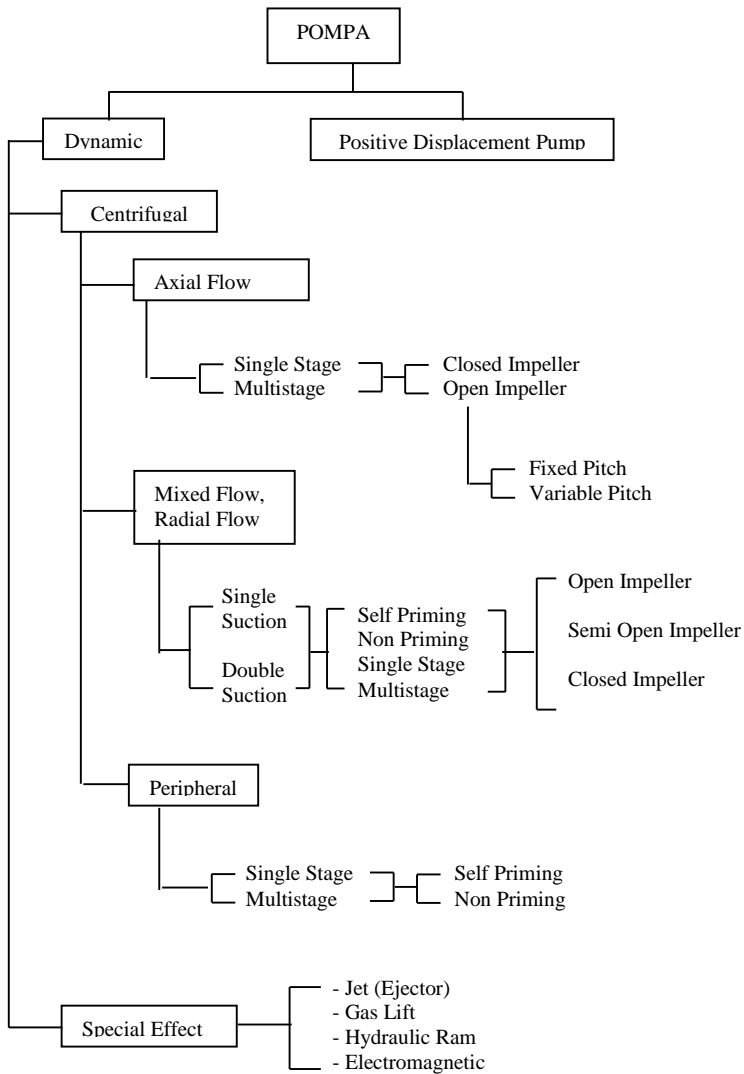 POMPA
Dynamic
Positive Displacement Pump
Centrifugal
Axial Flow
Single Stage
Multistage
Closed Impeller
Open Impeller
Fixed Pitch
Variable Pitch
Mixed Flow,
Radial Flow
Single
Suction
Double
Suction
Self Priming
Non Priming
Single Stage
Multistage
Open Impeller
Semi Open Impeller
Closed Impeller
Peripheral
Single Stage
Multistage
Self Priming
Non Priming
Special Effect
- Jet (Ejector)
- Gas Lift
- Hydraulic Ram
- Electromagnetic